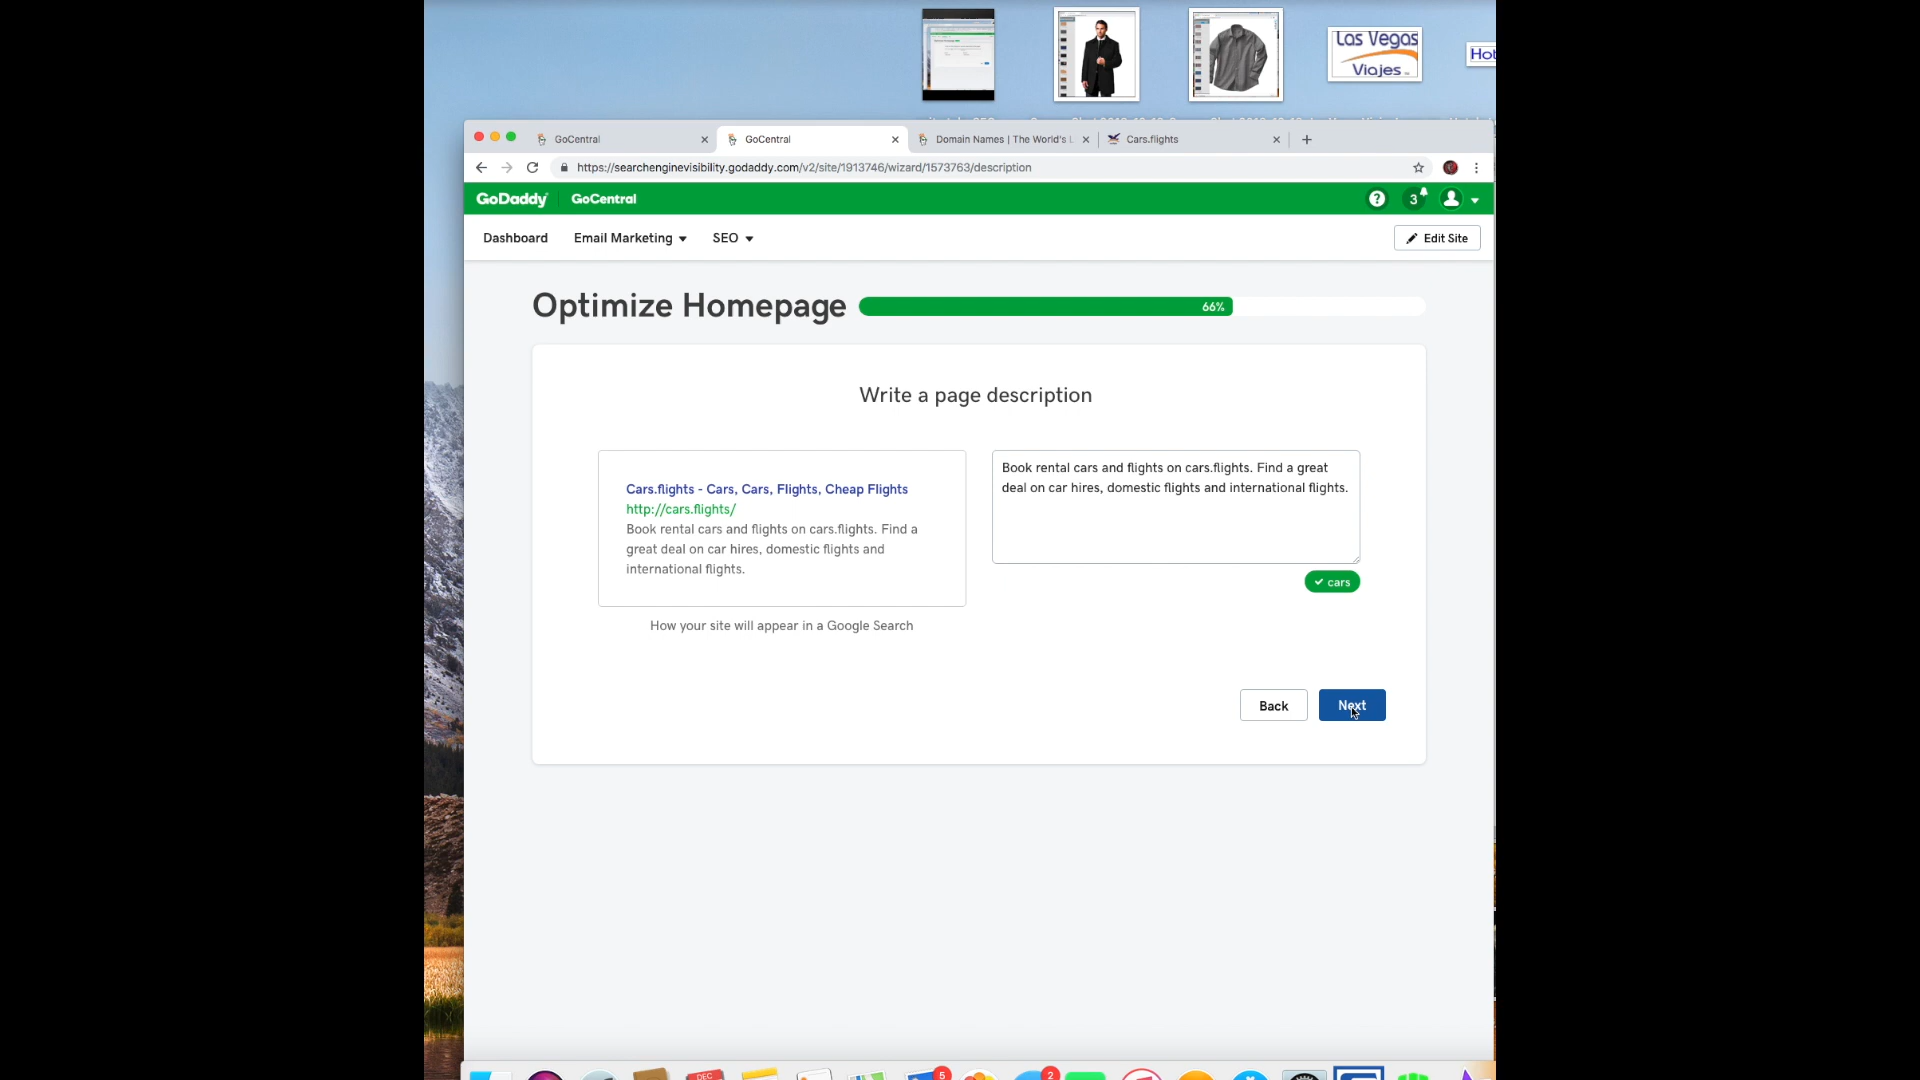 Las Vegas
Viajes
Hot
GoCentral
GoCentral
Domain Names | The World's L
Cars.flights
https://searchenginevisibility.godaddy.com/v2/site/1913746/wizard/1573763/description
GoDaddy GoCentral
? 3
Dashboard Email Marketing SEO Edit Site
Optimize Homepage 66%
Write a page description
Cars.flights - Cars, Cars, Flights, Cheap Flights
http://cars.flights/
Book rental cars and flights on cars.flights. Find a
great deal on car hires, domestic flights and
international flights.
How your site will appear in a Google Search
Book rental cars and flights on cars.flights. Find a great
deal on car hires, domestic flights and international flights.
cars
Back Next
DEC
5
2